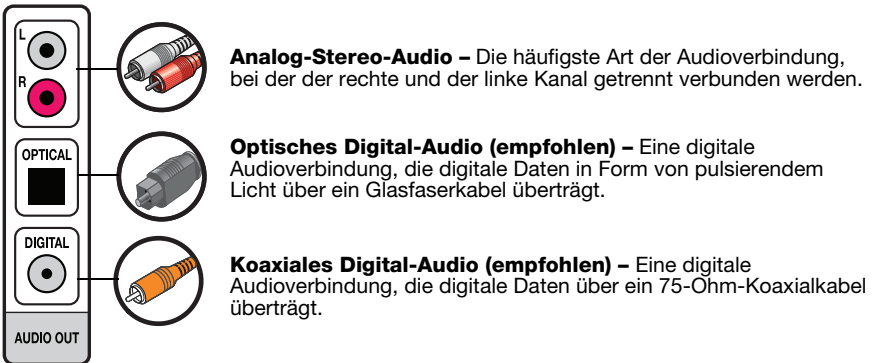 L
R
OPTICAL
DIGITAL
AUDIO OUT
Analog-Stereo-Audio – Die häufigste Art der Audioverbindung,
bei der der rechte und der linke Kanal getrennt verbunden werden.
Optisches Digital-Audio (empfohlen) – Eine digitale
Audioverbindung, die digitale Daten in Form von pulsierendem
Licht über ein Glasfaserkabel überträgt.
Koaxiales Digital-Audio (empfohlen) – Eine digitale
Audioverbindung, die digitale Daten über ein 75-Ohm-Koaxialkabel
überträgt.